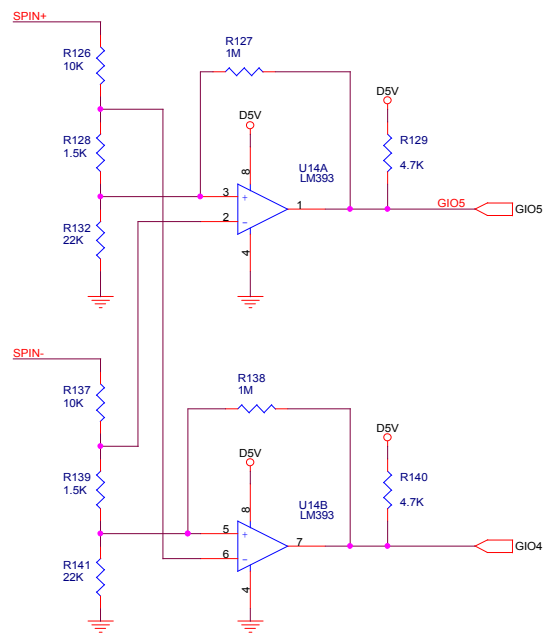 SPIN+
R126
10K
R127
1M
D5V
R128
1.5K
8
U14A
LM393
D5V
R129
4.7K
3
+
1
GIO5
GIO5
2
−
R132
22K
4
SPIN-
R137
10K
R138
1M
D5V
R139
1.5K
8
U14B
LM393
D5V
R140
4.7K
5
+
7
GIO4
6
−
R141
22K
4